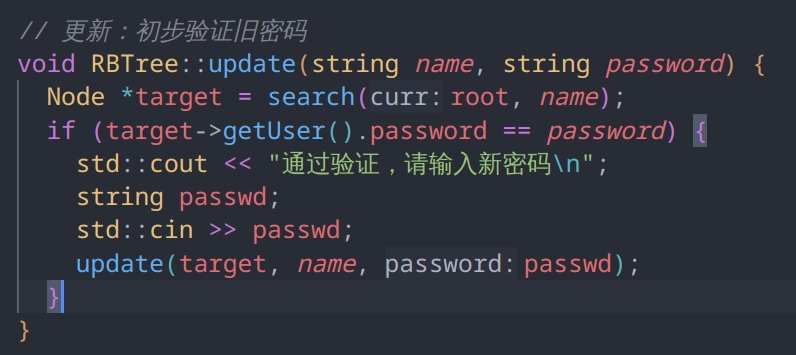 // 更新：初步验证旧密码
void RBTree::update(string name, string password) {
  Node *target = search(curr: root, name);
  if (target->getUser().password == password) {
    std::cout << "通过验证，请输入新密码\n";
    string passwd;
    std::cin >> passwd;
    update(target, name, password: passwd);
  }
}